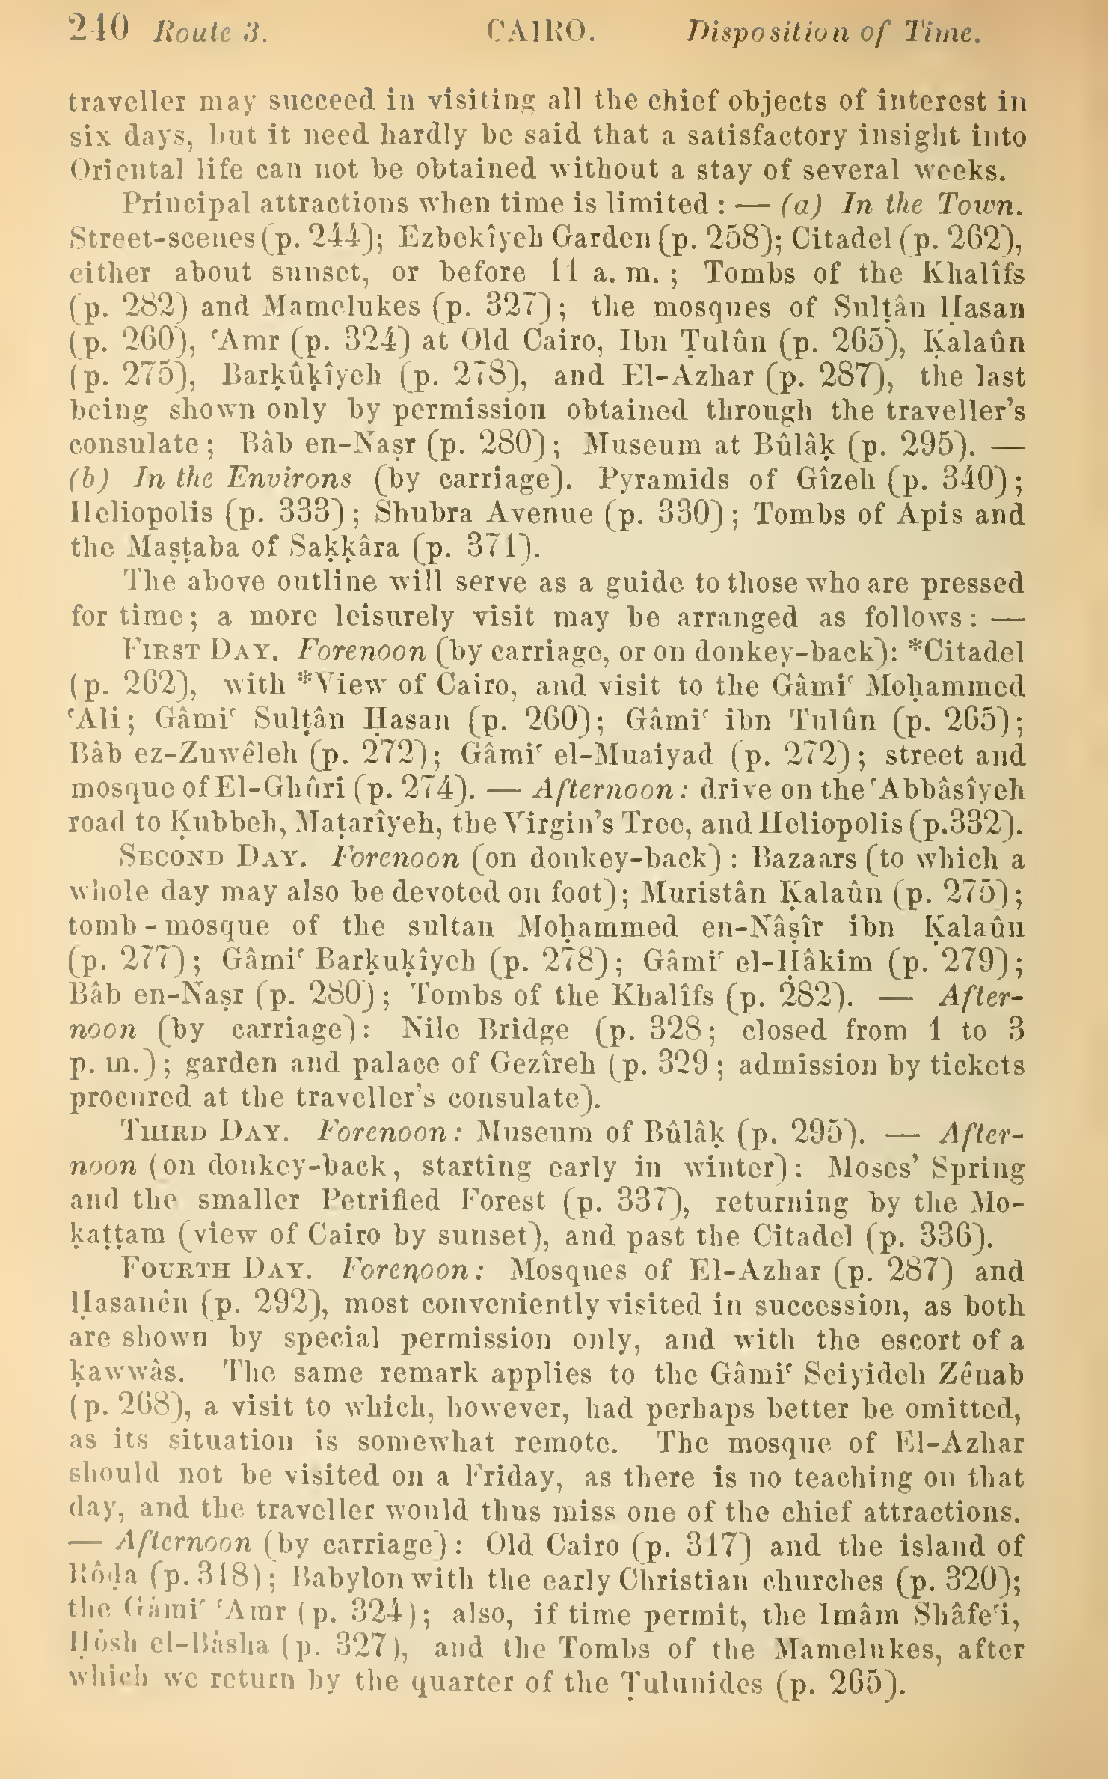 240 Route 3. CAIRO. Disposition of Time.
traveller may succeed in visiting all the chief objects of interest in
six days, but it need hardly be said that a satisfactory insight into
Oriental life can not be obtained without a stay of several weeks.
Principal attractions when time is limited: — (a) In the Town.
Street-scenes (p. 244); Ezbekîyeh Garden (p. 258); Citadel (p. 262),
either about sunset, or before 11 a. m.; Tombs of the Khalîfs
(p. 282) and Mamelukes (p. 327); the mosques of Sulṭân Ḥasan
(p. 260), ʿAmr (p. 324) at Old Cairo, Ibn Ṭulûn (p. 265), Ḳalaûn
(p. 275), Barḳûḳîyeh (p. 278), and El-Azhar (p. 287), the last
being shown only by permission obtained through the traveller's
consulate; Bâb en-Naṣr (p. 280); Museum at Bûlâḳ (p. 295). —
(b) In the Environs (by carriage). Pyramids of Gîzeh (p. 340);
Heliopolis (p. 333); Shubra Avenue (p. 330); Tombs of Apis and
the Maṣṭaba of Saḳḳâra (p. 371).
The above outline will serve as a guide to those who are pressed
for time; a more leisurely visit may be arranged as follows: —
FIRST DAY. Forenoon (by carriage, or on donkey-back): *Citadel
(p. 262), with *View of Cairo, and visit to the Gâmiʿ Moḥammed
ʿAli; Gâmiʿ Sulṭân Ḥasan (p. 260); Gâmiʿ ibn Ṭulûn (p. 265);
Bâb ez-Zuwêleh (p. 272); Gâmiʿ el-Muaiyad (p. 272); street and
mosque of El-Ghûri (p. 274). — Afternoon: drive on the ʿAbbâsîyeh
road to Ḳubbeh, Maṭarîyeh, the Virgin's Tree, and Heliopolis (p. 332).
SECOND DAY. Forenoon (on donkey-back): Bazaars (to which a
whole day may also be devoted on foot); Muristân Ḳalaûn (p. 275);
tomb-mosque of the sultan Moḥammed en-Nâṣîr ibn Ḳalaûn
(p. 277); Gâmiʿ Barḳuḳîyeh (p. 278); Gâmiʿ el-Ḥâkim (p. 279);
Bâb en-Naṣr (p. 280); Tombs of the Khalîfs (p. 282). — After-
noon (by carriage): Nile Bridge (p. 328; closed from 1 to 3
p. m.); garden and palace of Gezîreh (p. 329; admission by tickets
procured at the traveller's consulate).
THIRD DAY. Forenoon: Museum of Bûlâḳ (p. 295). — After-
noon (on donkey-back, starting early in winter): Moses' Spring
and the smaller Petrified Forest (p. 337), returning by the Mo-
ḳaṭṭam (view of Cairo by sunset), and past the Citadel (p. 336).
FOURTH DAY. Forenoon: Mosques of El-Azhar (p. 287) and
Ḥasanên (p. 292), most conveniently visited in succession, as both
are shown by special permission only, and with the escort of a
ḳawwâs. The same remark applies to the Gâmiʿ Seiyideh Zênab
(p. 268), a visit to which, however, had perhaps better be omitted,
as its situation is somewhat remote. The mosque of El-Azhar
should not be visited on a Friday, as there is no teaching on that
day, and the traveller would thus miss one of the chief attractions.
— Afternoon (by carriage): Old Cairo (p. 317) and the island of
Rôḍa (p. 318); Babylon with the early Christian churches (p. 320);
the Gâmiʿ ʿAmr (p. 324); also, if time permit, the Imâm Shâfeʿi,
Ḥôsh el-Bâsha (p. 327), and the Tombs of the Mamelukes, after
which we return by the quarter of the Ṭulunides (p. 265).